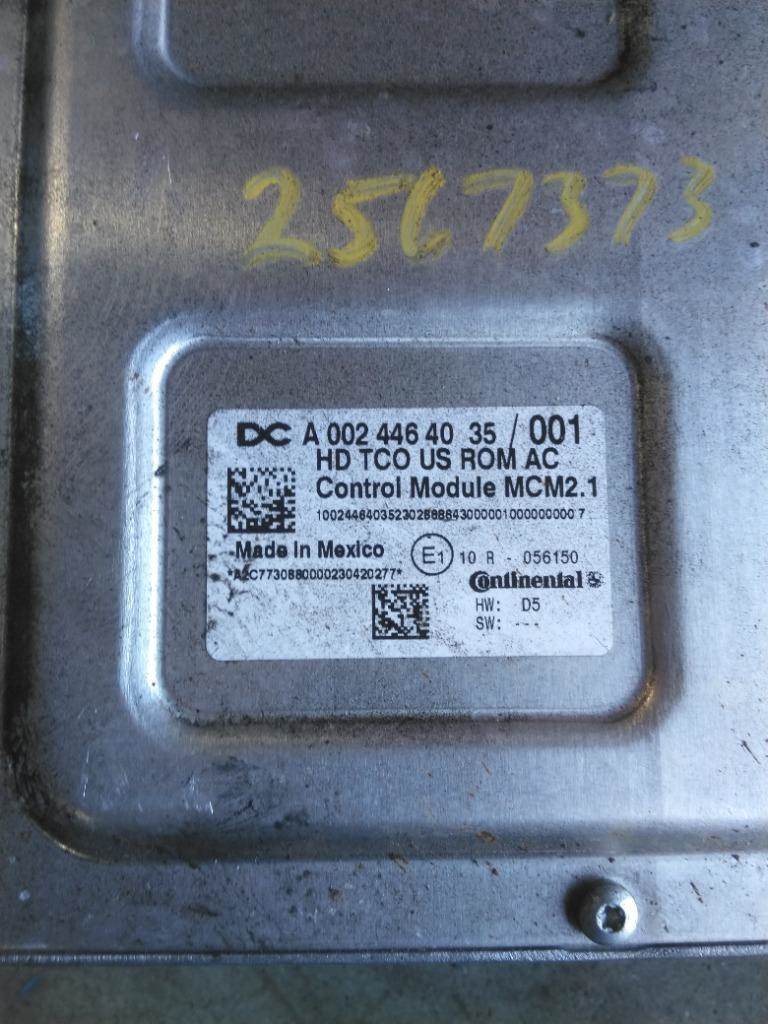 2567373
DC A 002 446 40 35 / 001
HD TCO US ROM AC
Control Module MCM2.1
Made in Mexico
E1 10 R - 056150
*A2C7730880000230420277*
Continental
HW: D5
SW: ---